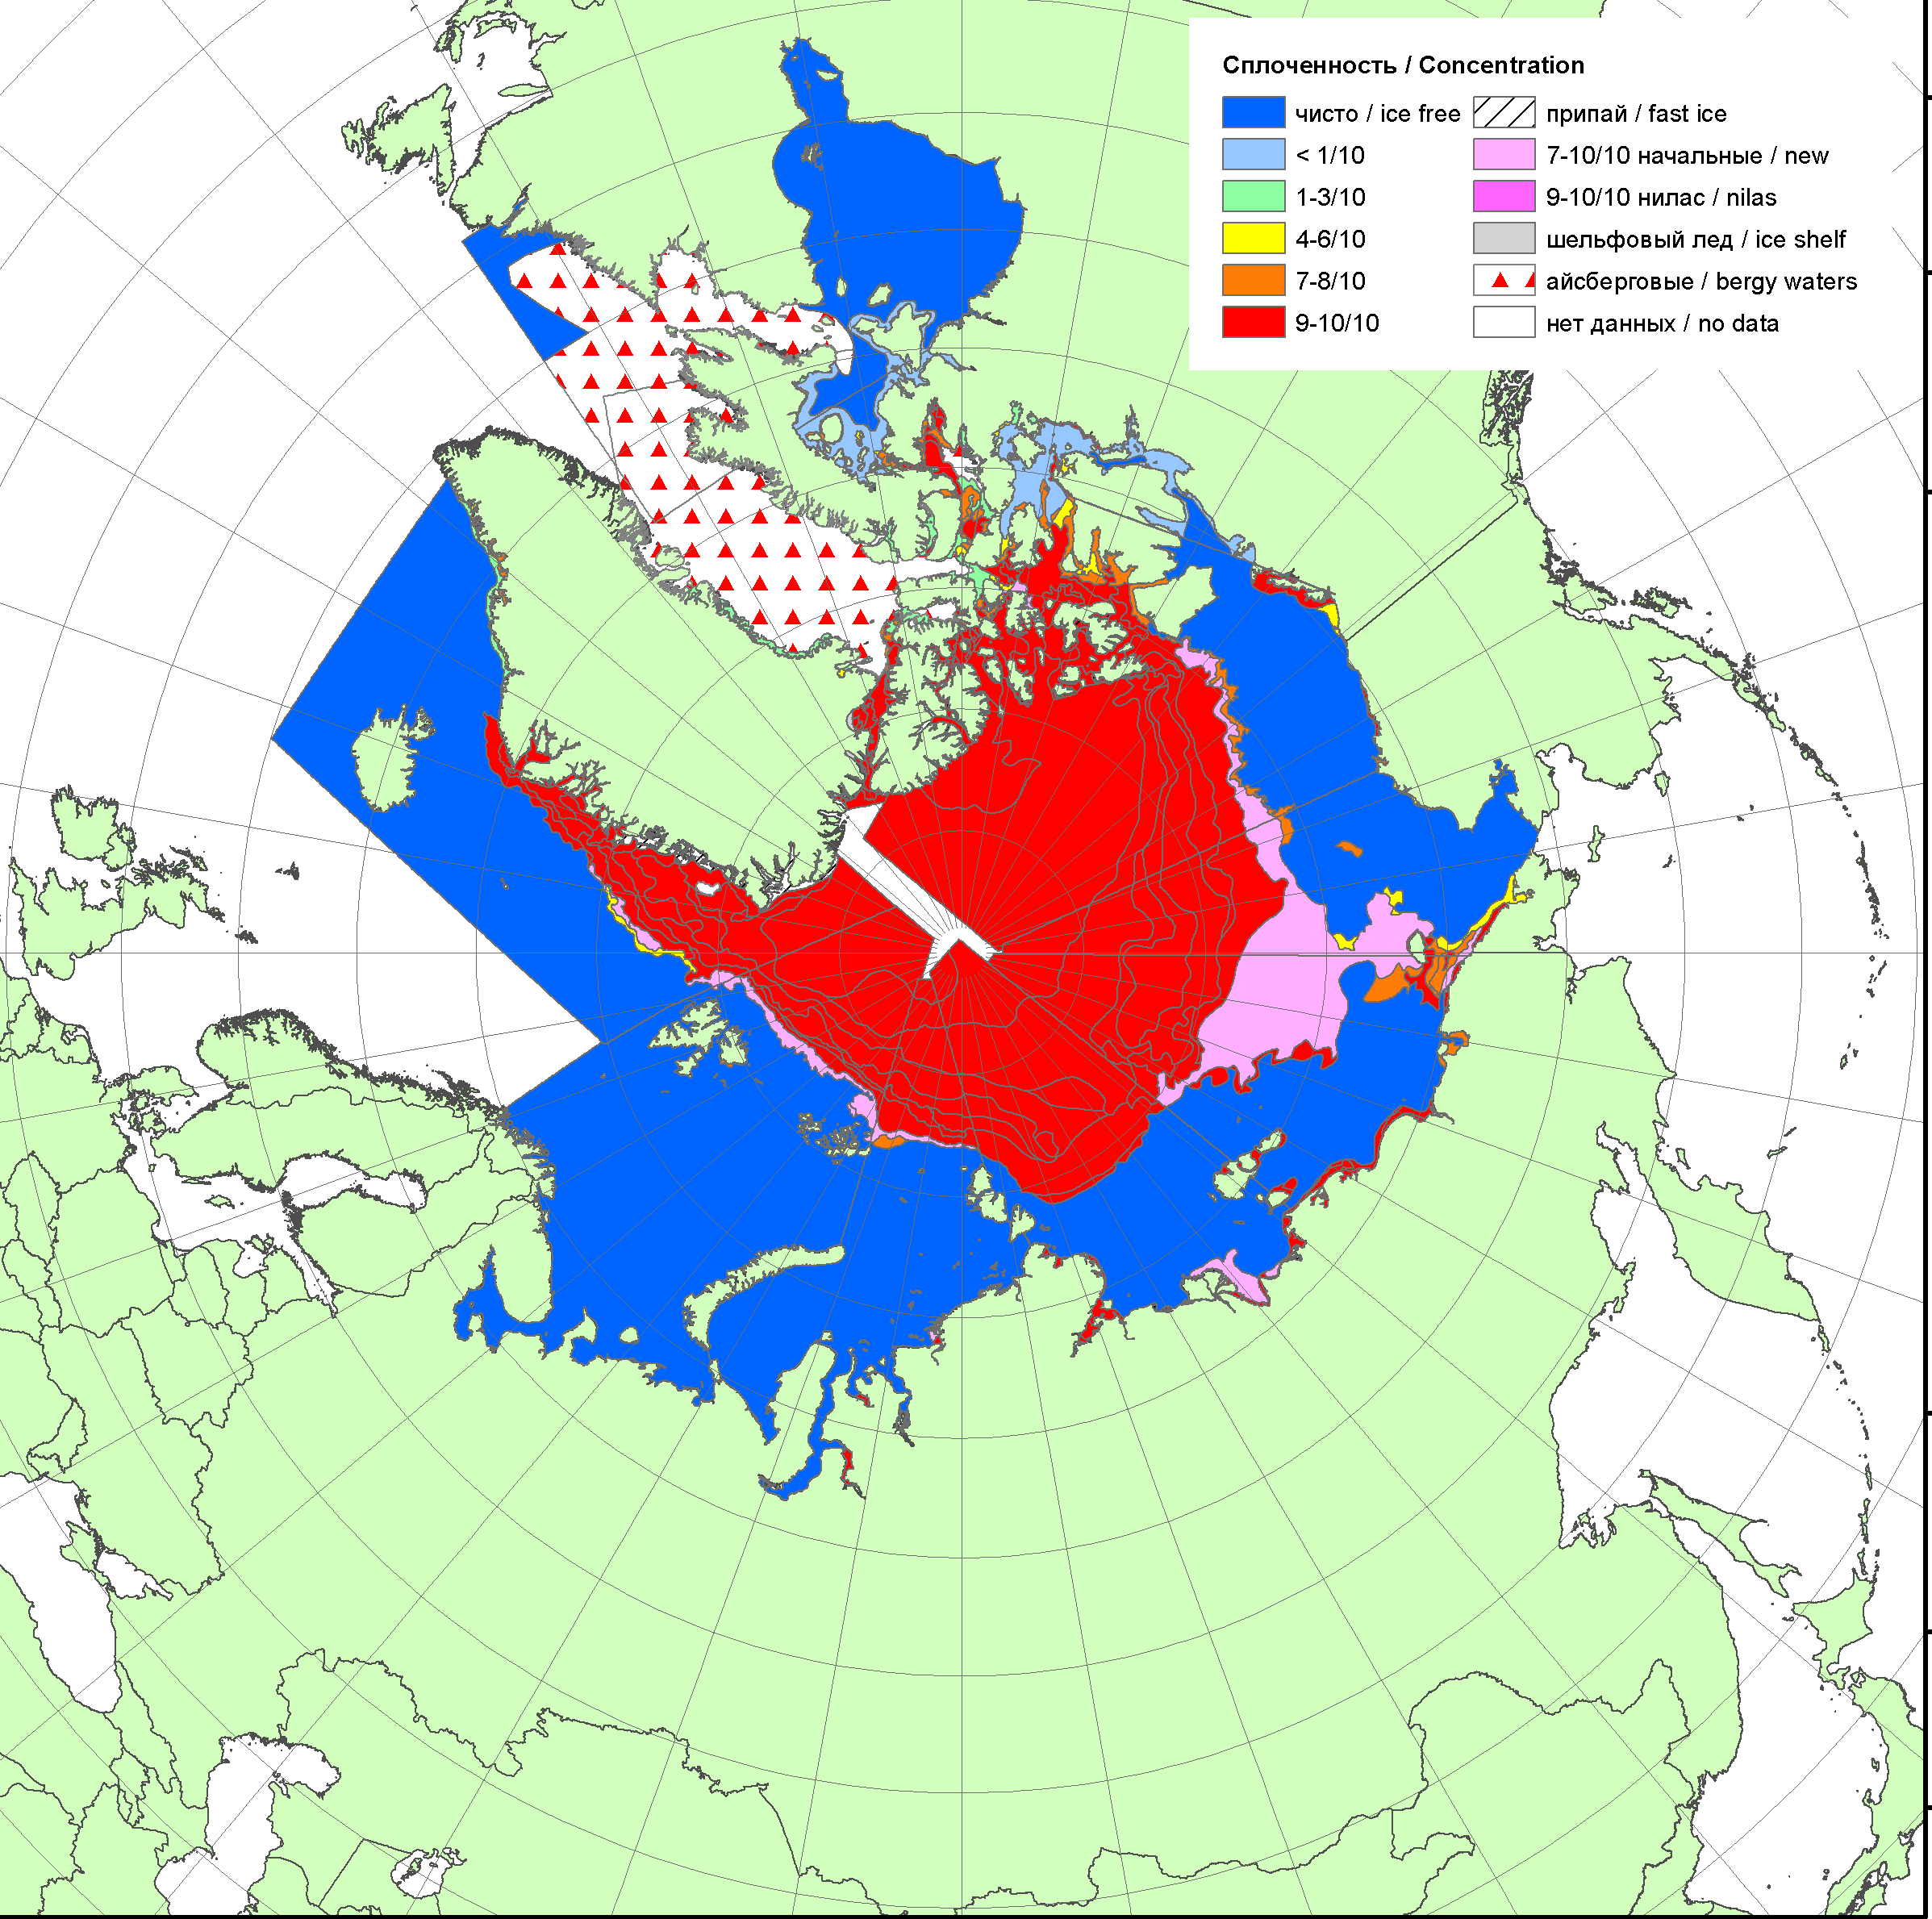 Сплоченность / Concentration
чисто / ice free
< 1/10
1-3/10
4-6/10
7-8/10
9-10/10
припай / fast ice
7-10/10 начальные / new
9-10/10 нилас / nilas
шельфовый лед / ice shelf
айсберговые / bergy waters
нет данных / no data